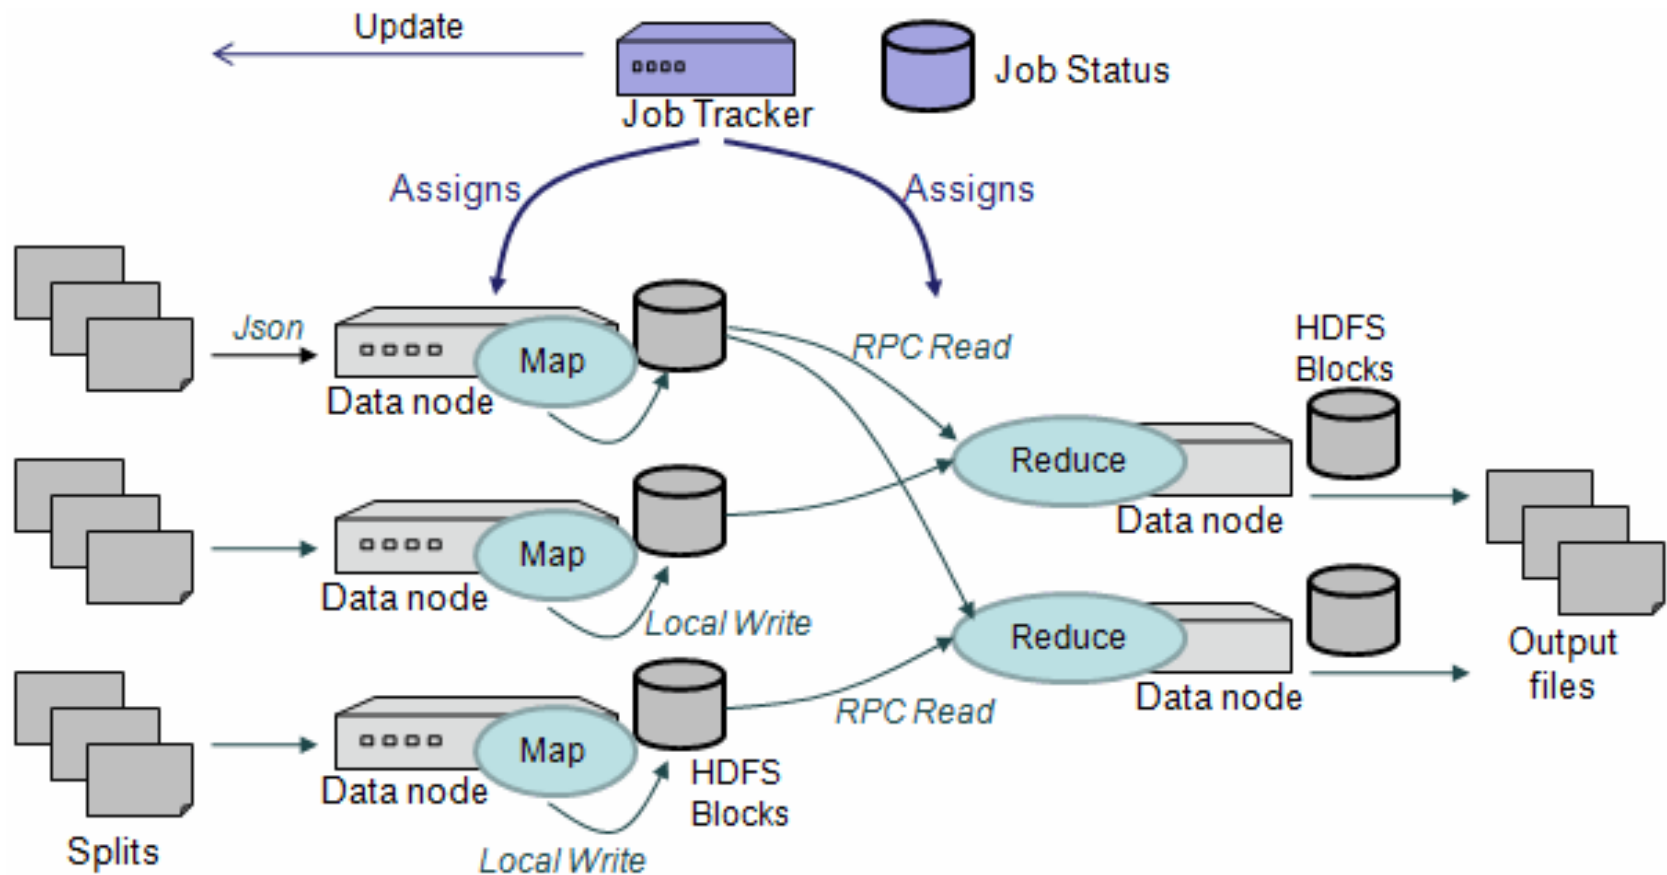 Update
Job Tracker
Job Status
Assigns
Assigns
Json
Map
Data node
RPC Read
HDFS
Blocks
Reduce
Data node
Map
Data node
Local Write
Reduce
Data node
Output
files
RPC Read
Map
Data node
HDFS
Blocks
Splits
Local Write